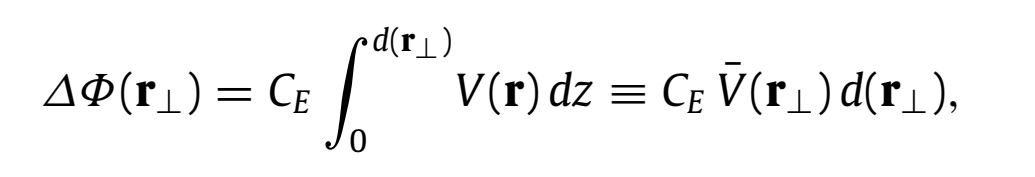 ΔΦ(r⊥) = C_E ∫_0^{d(r⊥)} V(r) dz ≡ C_E V̄(r⊥) d(r⊥),